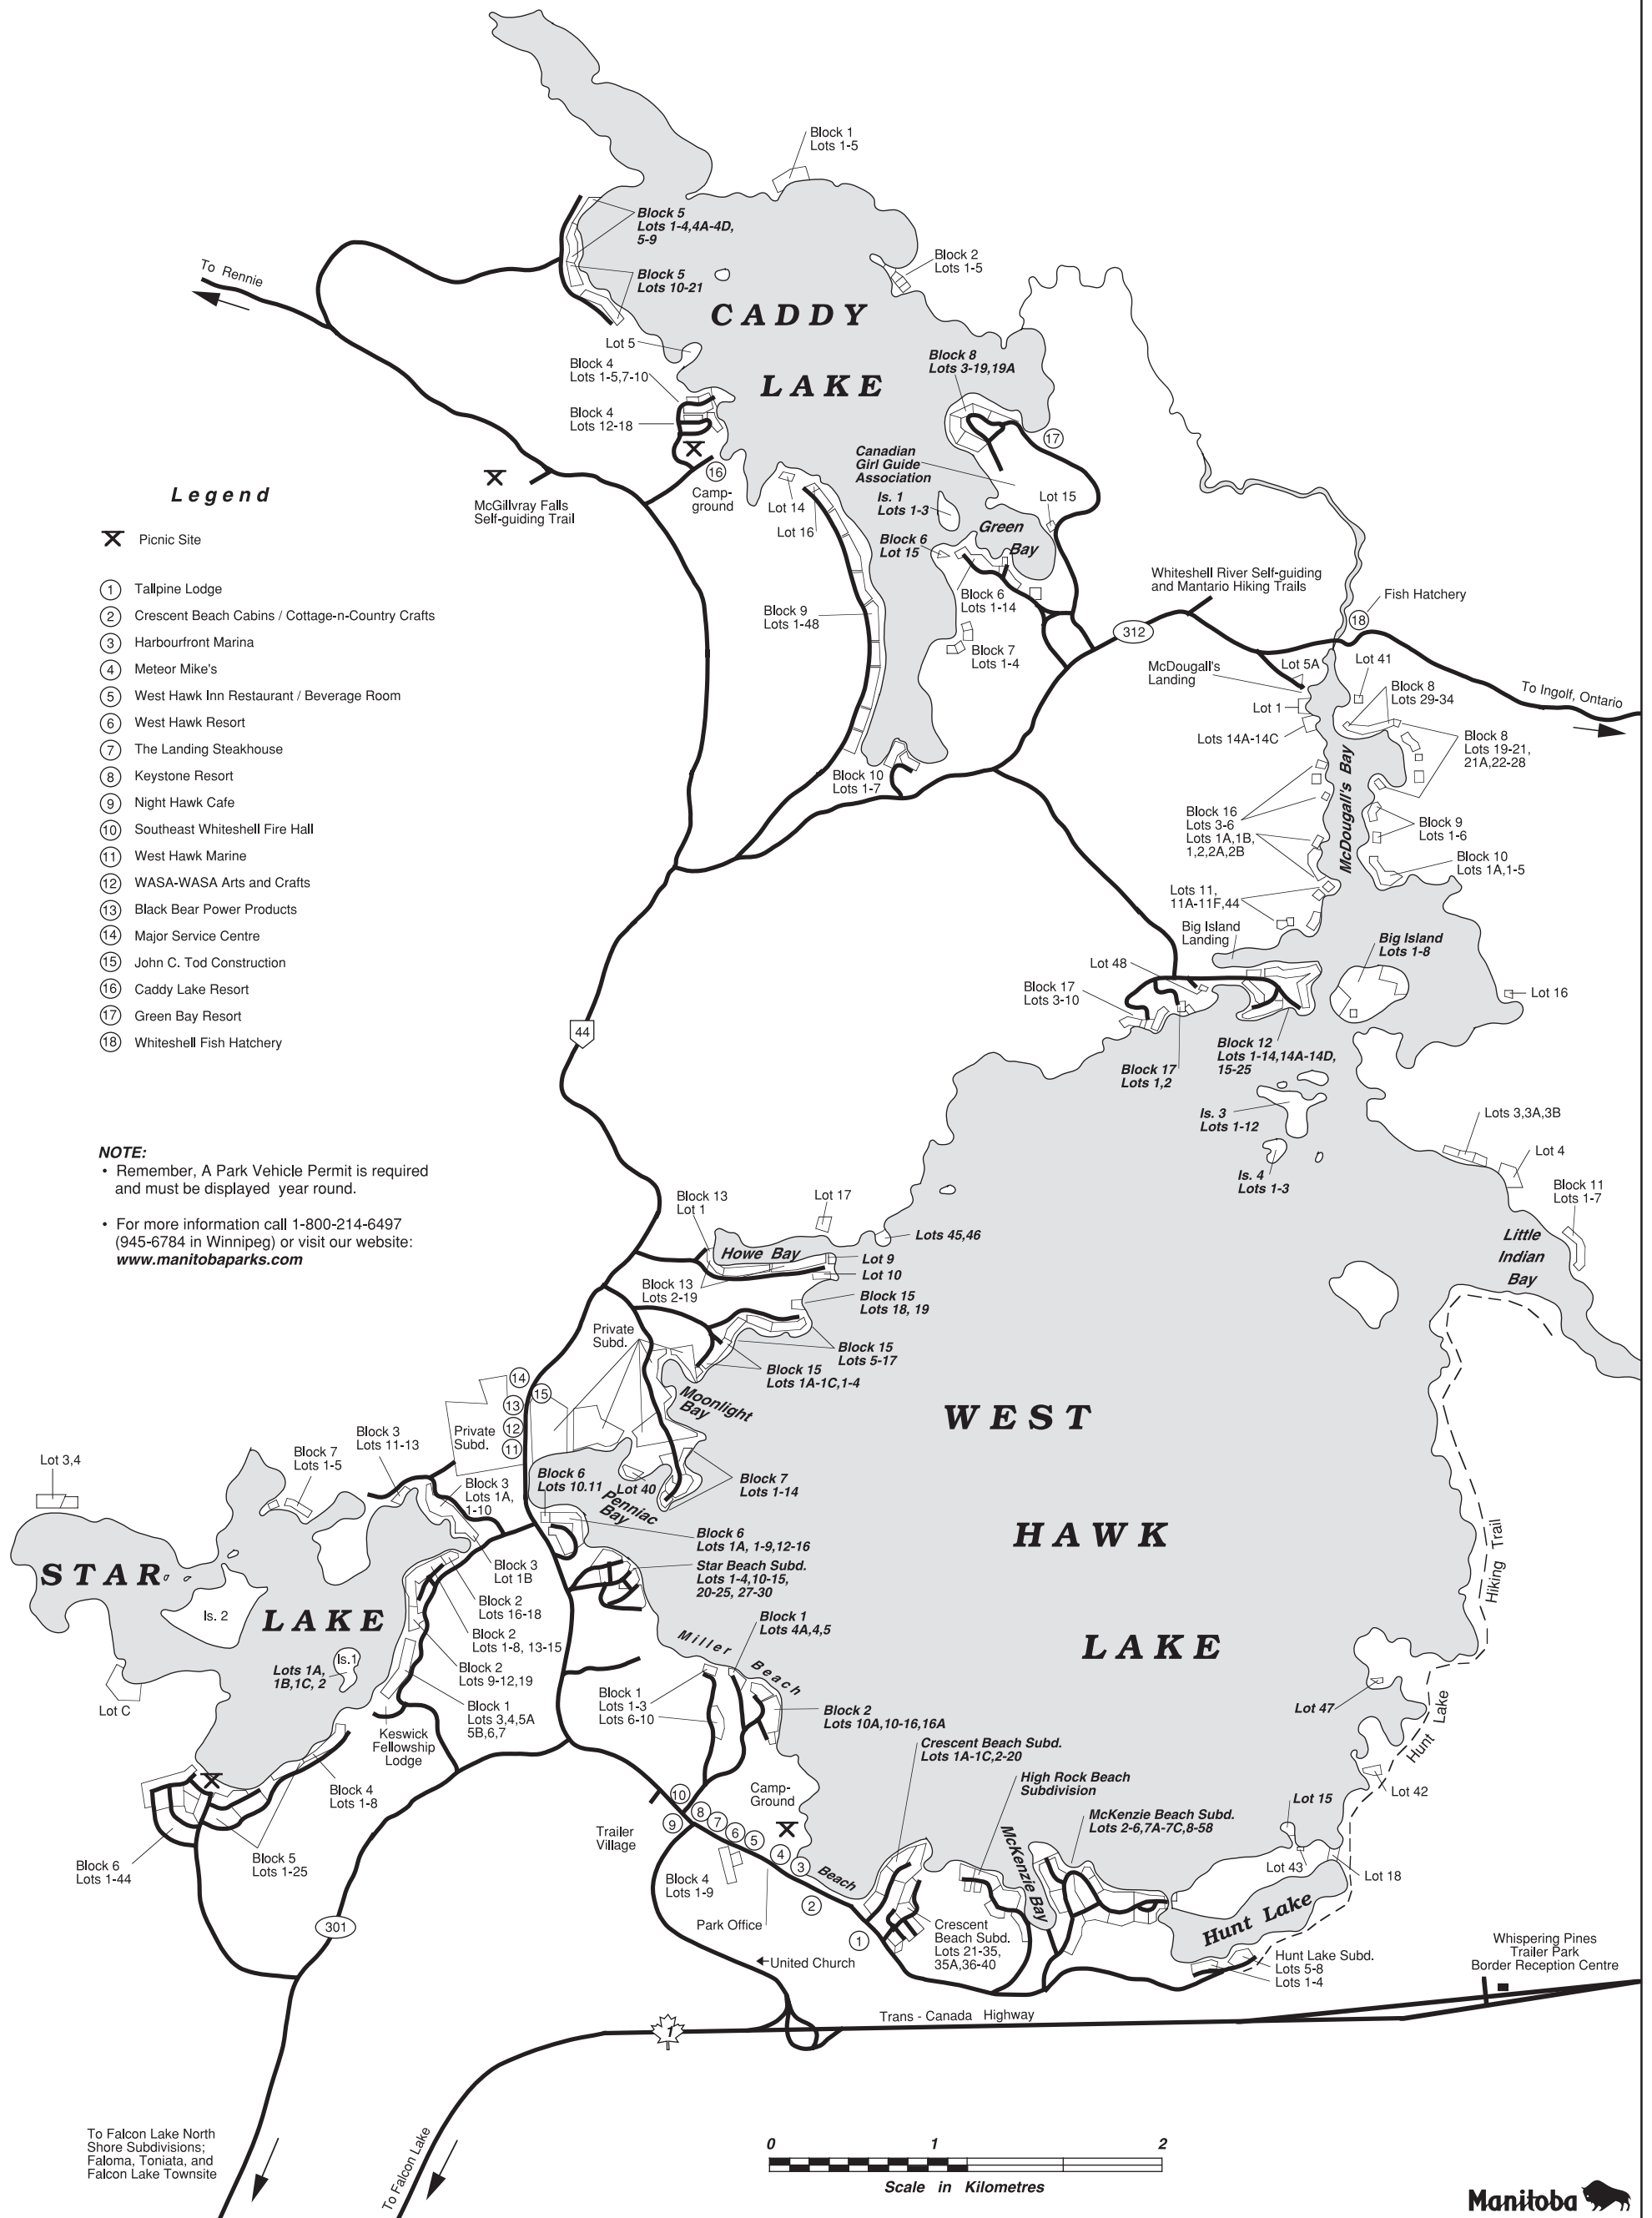 Block 1
Lots 1-5
Block 5
Lots 1-4,4A-4D,
5-9
Block 2
Lots 1-5
To Rennie
Block 5
Lots 10-21
CADDY
LAKE
Lot 5
Block 4
Lots 1-5,7-10
Block 8
Lots 3-19,19A
Block 4
Lots 12-18
17
Canadian
Girl Guide
Association
16
Camp-
ground
Legend
McGillvray Falls
Self-guiding Trail
Lot 14
Lot 16
Is. 1
Lots 1-3
Lot 15
Green
Bay
Block 6
Lot 15
Picnic Site
1 Tallpine Lodge
2 Crescent Beach Cabins / Cottage-n-Country Crafts
3 Harbourfront Marina
4 Meteor Mike's
5 West Hawk Inn Restaurant / Beverage Room
6 West Hawk Resort
7 The Landing Steakhouse
8 Keystone Resort
9 Night Hawk Cafe
10 Southeast Whiteshell Fire Hall
11 West Hawk Marine
12 WASA-WASA Arts and Crafts
13 Black Bear Power Products
14 Major Service Centre
15 John C. Tod Construction
16 Caddy Lake Resort
17 Green Bay Resort
18 Whiteshell Fish Hatchery
Whiteshell River Self-guiding
and Mantario Hiking Trails
Fish Hatchery
18
Block 6
Lots 1-14
Block 9
Lots 1-48
312
Block 7
Lots 1-4
McDougall's
Landing
Lot 5A
Lot 41
Block 8
Lots 29-34
To Ingolf, Ontario
Lot 1
Lots 14A-14C
Block 8
Lots 19-21,
21A,22-28
McDougall's Bay
Block 10
Lots 1-7
Block 16
Lots 3-6
Lots 1A,1B,
1,2,2A,2B
Block 9
Lots 1-6
Block 10
Lots 1A,1-5
Lots 11,
11A-11F,44
Big Island
Landing
Big Island
Lots 1-8
Lot 48
Block 17
Lots 3-10
Lot 16
44
Block 12
Lots 1-14,14A-14D,
15-25
Block 17
Lots 1,2
Is. 3
Lots 1-12
Lots 3,3A,3B
Is. 4
Lots 1-3
Lot 4
Block 11
Lots 1-7
NOTE:
• Remember, A Park Vehicle Permit is required
and must be displayed year round.
• For more information call 1-800-214-6497
(945-6784 in Winnipeg) or visit our website:
www.manitobaparks.com
Block 13
Lot 1
Lot 17
Lots 45,46
Howe Bay
Lot 9
Lot 10
Block 13
Lots 2-19
Little
Indian
Bay
Block 15
Lots 18, 19
Private
Subd.
Block 15
Lots 5-17
Block 15
Lots 1A-1C,1-4
14
15
13
12
11
Private
Subd.
Moonlight
Bay
WEST
HAWK
LAKE
Block 3
Lots 11-13
Block 7
Lots 1-5
Lot 3,4
Block 3
Lots 1A,
1-10
Block 6
Lots 10.11
Lot 40
Block 7
Lots 1-14
Penniac
Bay
Block 6
Lots 1A, 1-9,12-16
Star Beach Subd.
Lots 1-4,10-15,
20-25, 27-30
STAR
LAKE
Block 3
Lot 1B
Block 2
Lots 16-18
Block 2
Lots 1-8, 13-15
Block 2
Lots 9-12,19
Block 1
Lots 3,4,5A
5B,6,7
Is. 2
Is.1
Lots 1A,
1B,1C, 2
Lot C
Keswick
Fellowship
Lodge
Block 1
Lots 4A,4,5
Miller Beach
Block 1
Lots 1-3
Lots 6-10
Block 2
Lots 10A,10-16,16A
Hiking Trail
Hunt Lake
Lot 47
Crescent Beach Subd.
Lots 1A-1C,2-20
High Rock Beach
Subdivision
McKenzie Beach Subd.
Lots 2-6,7A-7C,8-58
Lot 42
Lot 15
Block 4
Lots 1-8
Camp-
Ground
10
9
8
7
6
5
4
3
2
1
Trailer
Village
Block 6
Lots 1-44
Block 5
Lots 1-25
Block 4
Lots 1-9
Beach
McKenzie Bay
Lot 43
Lot 18
Hunt Lake
Park Office
301
Crescent
Beach Subd.
Lots 21-35,
35A,36-40
United Church
Hunt Lake Subd.
Lots 5-8
Lots 1-4
Whispering Pines
Trailer Park
Border Reception Centre
Trans - Canada Highway
1
To Falcon Lake North
Shore Subdivisions;
Faloma, Toniata, and
Falcon Lake Townsite
To Falcon Lake
0 1 2
Scale in Kilometres
Manitoba